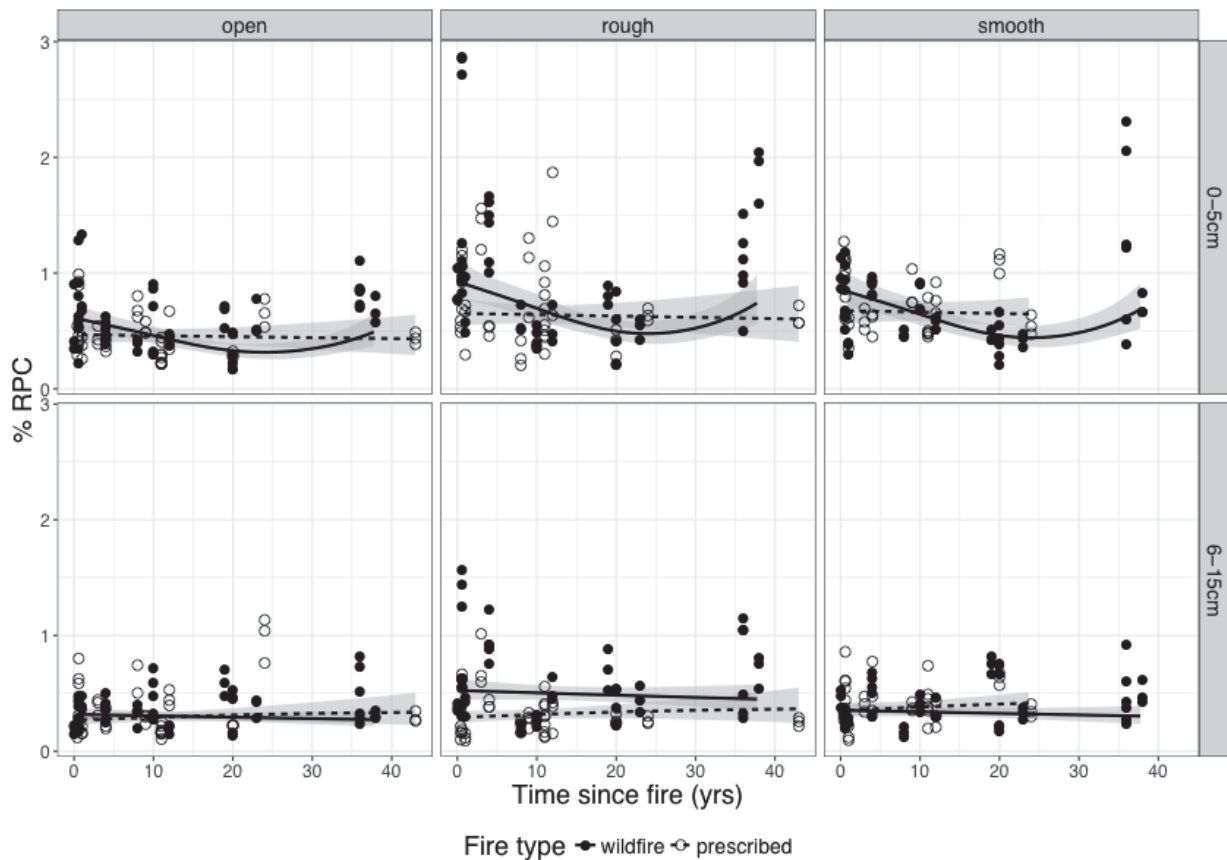 open rough smooth
3
2
1
0
0–5cm
% RPC
3
2
1
0
6–15cm
0 10 20 30 40 0 10 20 30 40 0 10 20 30 40
Time since fire (yrs)
Fire type wildfire prescribed